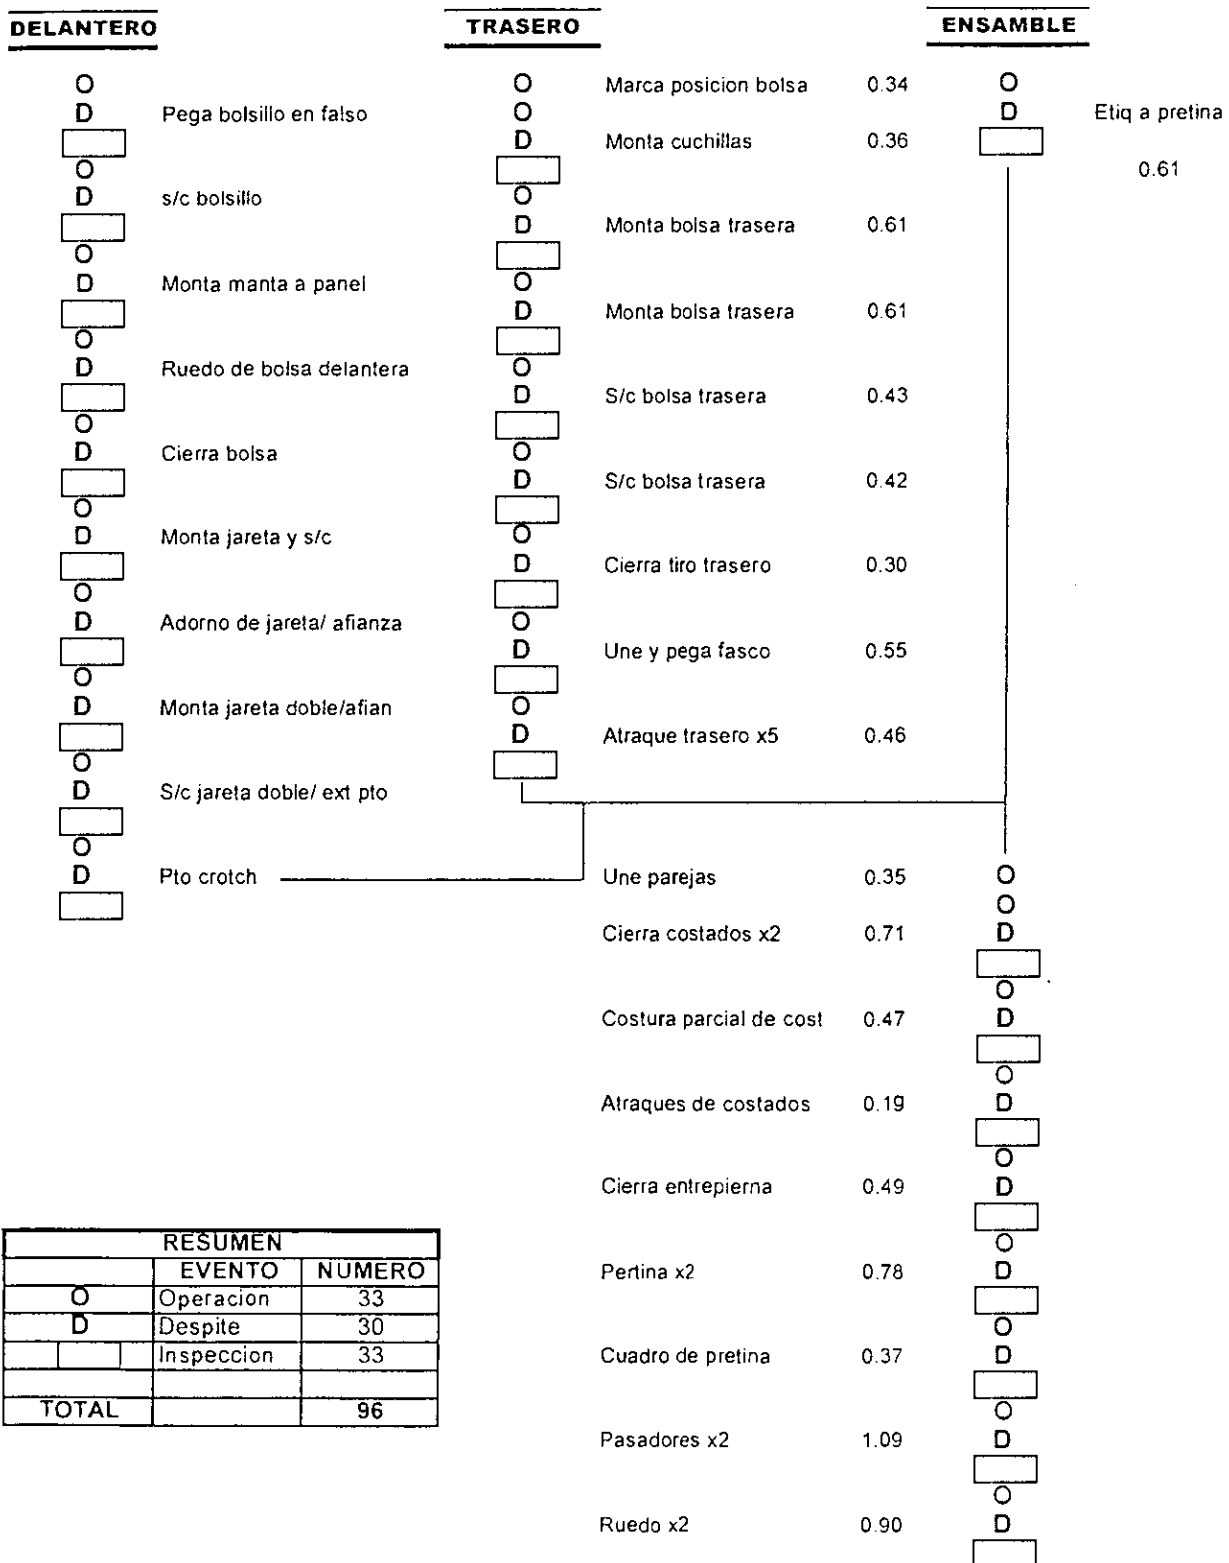 DELANTERO
O
D Pega bolsillo en falso
O
D s/c bolsillo
O
D Monta manta a panel
O
D Ruedo de bolsa delantera
O
D Cierra bolsa
O
D Monta jareta y s/c
O
D Adorno de jareta/ afianza
O
D Monta jareta doble/afian
O
D S/c jareta doble/ ext pto
O
D Pto crotch
TRASERO
O Marca posicion bolsa 0.34
O
D Monta cuchillas 0.36
O
D Monta bolsa trasera 0.61
O
D Monta bolsa trasera 0.61
O
D S/c bolsa trasera 0.43
O
D S/c bolsa trasera 0.42
O
D Cierra tiro trasero 0.30
O
D Une y pega fasco 0.55
O
D Atraque trasero x5 0.46
ENSAMBLE
O
D Etiq a pretina
0.61
Une parejas 0.35 O
O
Cierra costados x2 0.71 D
O
Costura parcial de cost 0.47 D
O
Atraques de costados 0.19 D
O
Cierra entrepierna 0.49 D
O
Pertina x2 0.78 D
O
Cuadro de pretina 0.37 D
O
Pasadores x2 1.09 D
O
Ruedo x2 0.90 D
RESUMEN
EVENTO NUMERO
O Operacion 33
D Despite 30
Inspeccion 33
TOTAL 96